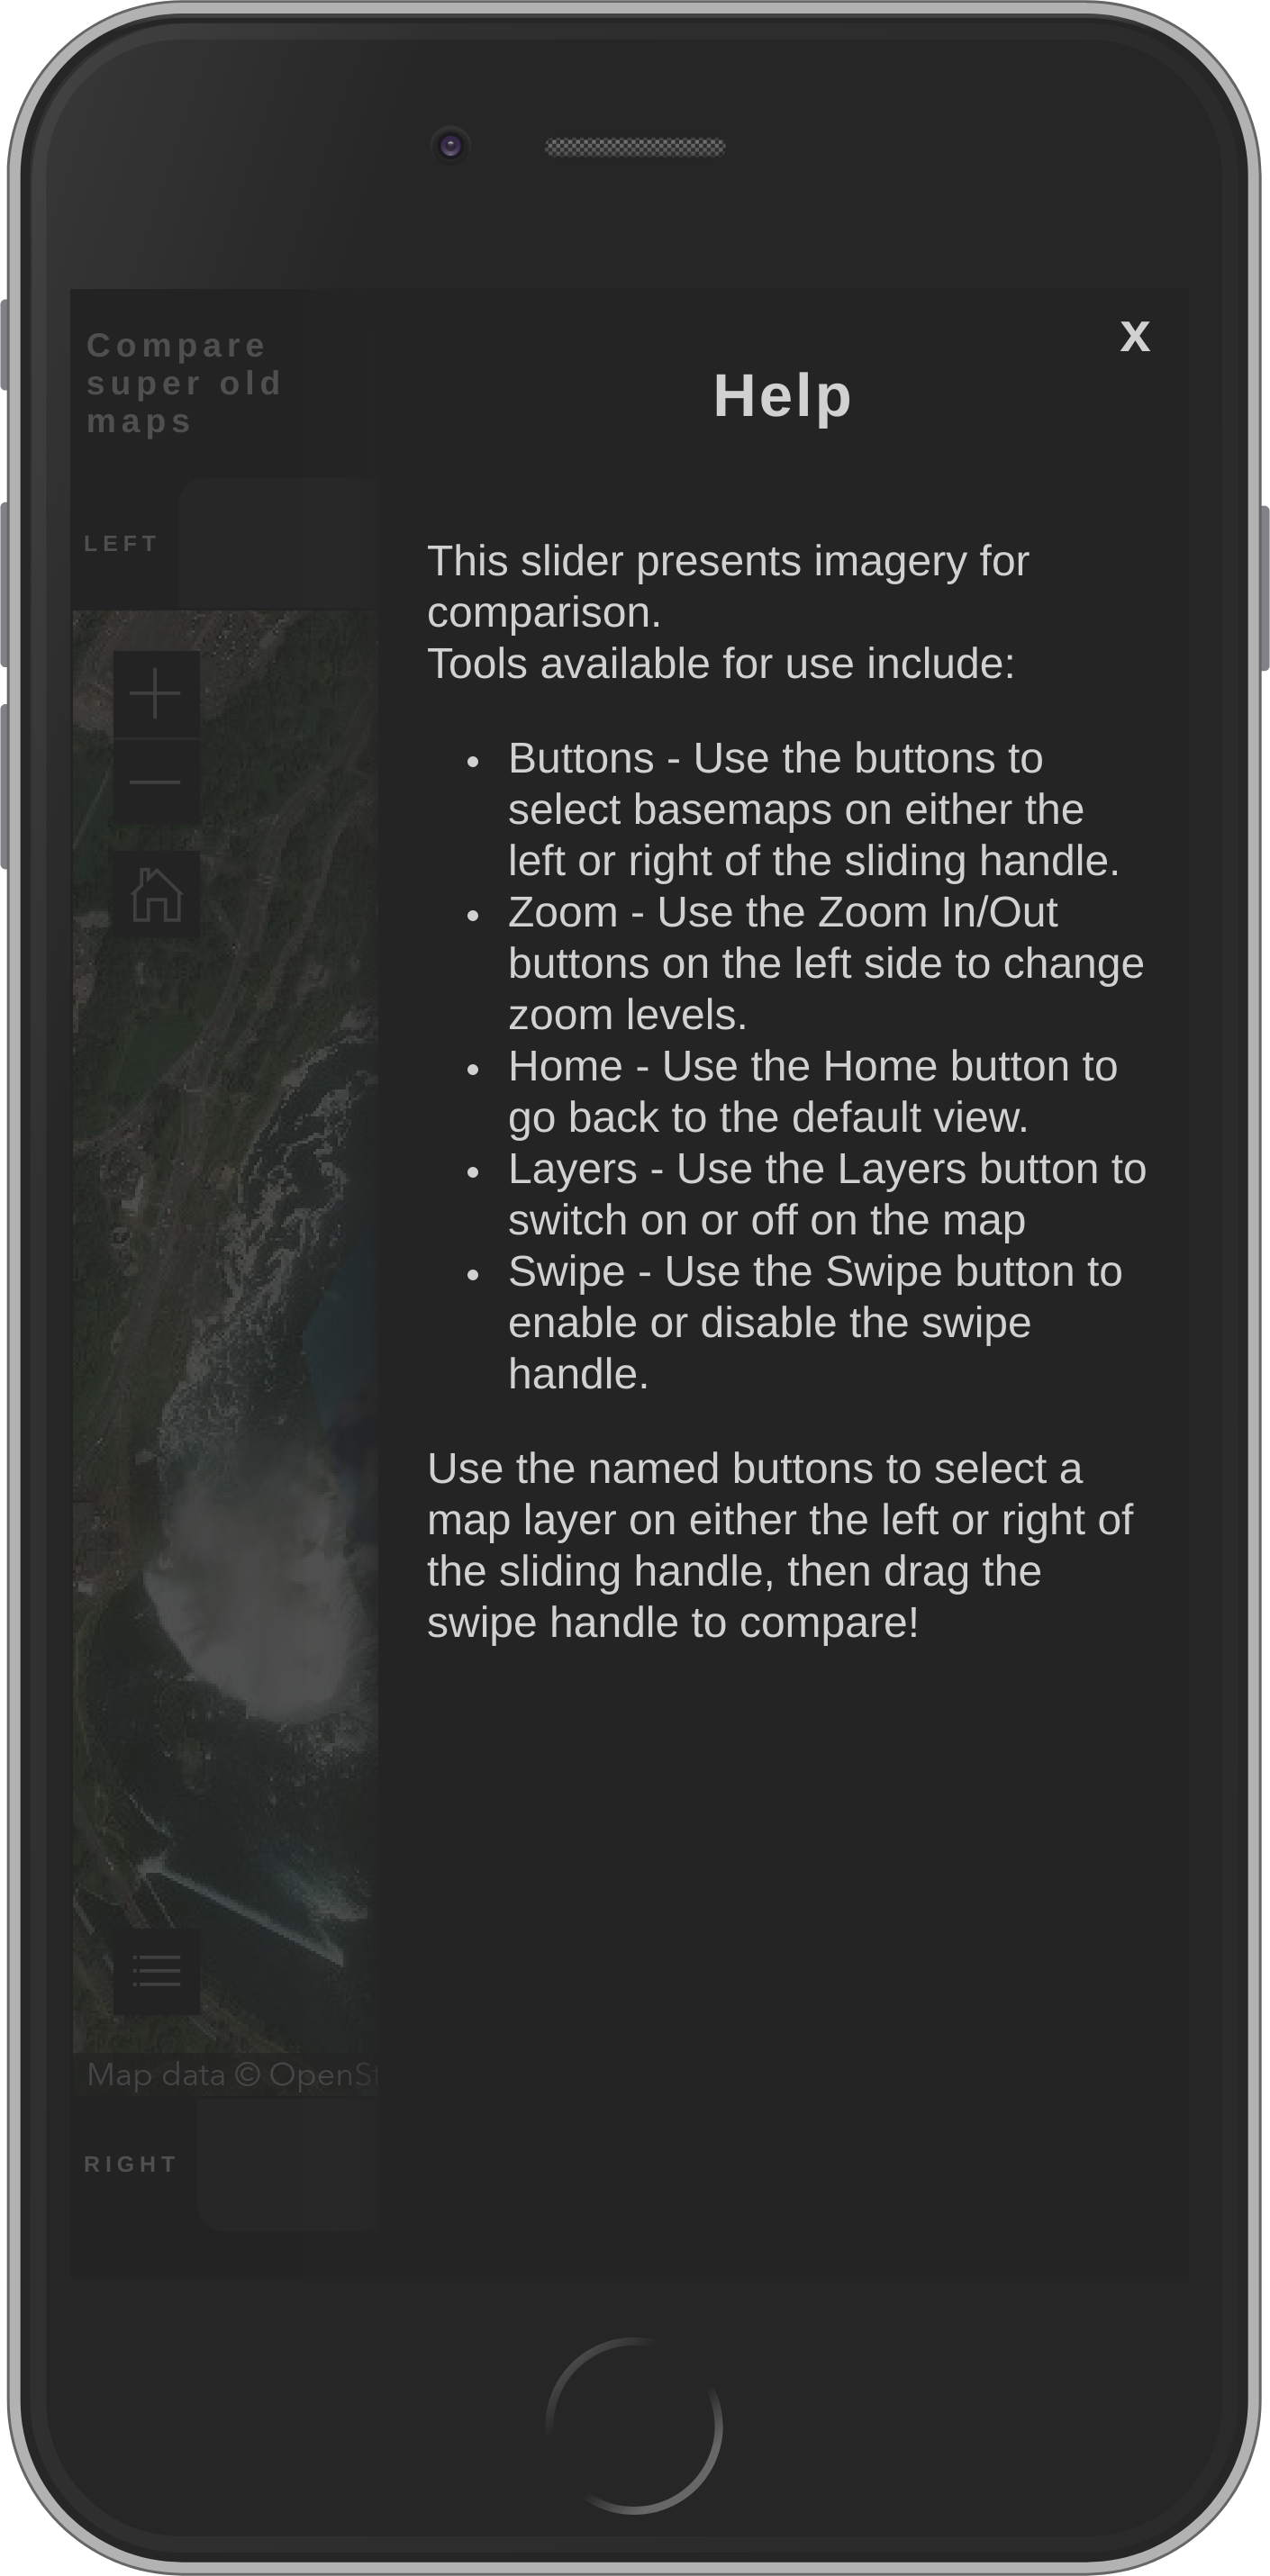 Compare
super old
maps
LEFT
x
Help
This slider presents imagery for
comparison.
Tools available for use include:
• Buttons - Use the buttons to
select basemaps on either the
left or right of the sliding handle.
• Zoom - Use the Zoom In/Out
buttons on the left side to change
zoom levels.
• Home - Use the Home button to
go back to the default view.
• Layers - Use the Layers button to
switch on or off on the map
• Swipe - Use the Swipe button to
enable or disable the swipe
handle.
Use the named buttons to select a
map layer on either the left or right of
the sliding handle, then drag the
swipe handle to compare!
Map data © OpenSt
RIGHT